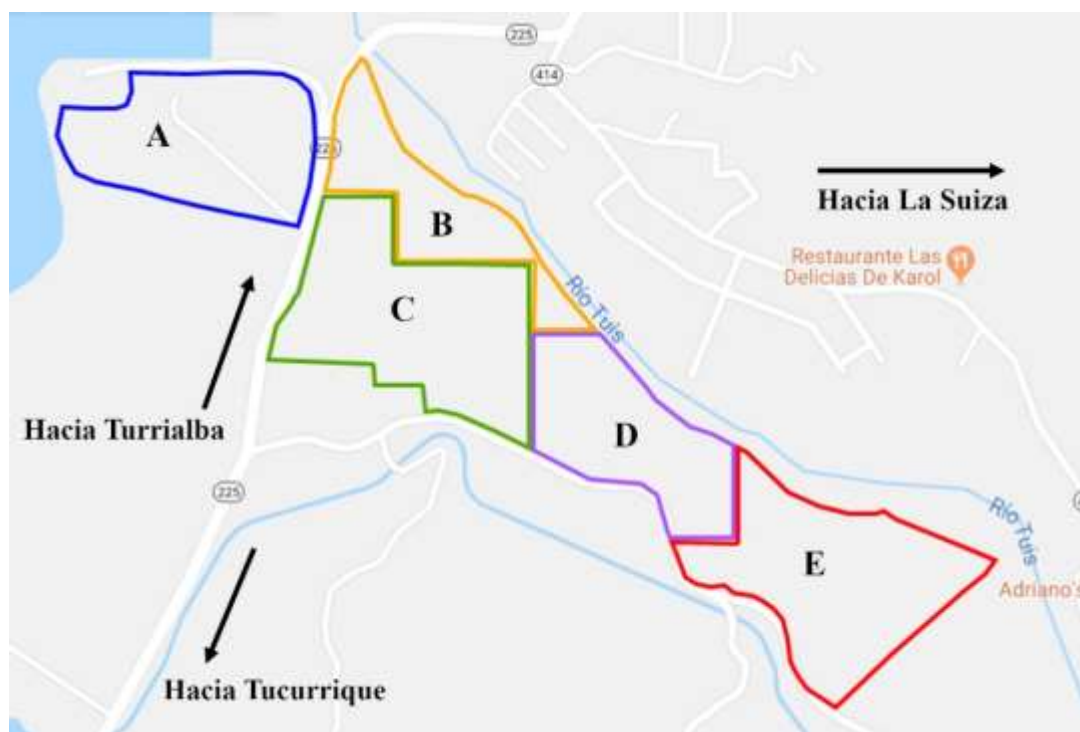 225
414
A
225
Hacia La Suiza
B
Restaurante Las
Delicias De Karol
Río Tuis
C
Hacia Turrialba
D
225
Río Tuis
E
Adriano's
Hacia Tucurrique